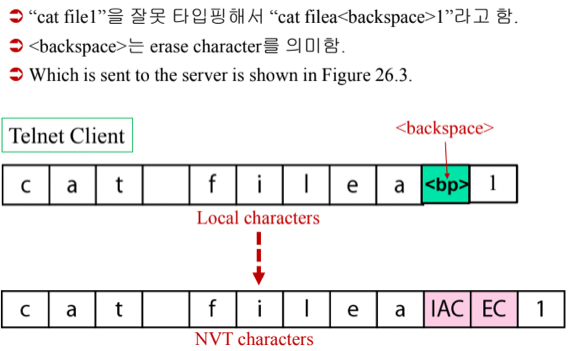 ➲ “cat file1”을 잘못 타입핑해서 “cat filea<backspace>1”라고 함.
➲ <backspace>는 erase character를 의미함.
➲ Which is sent to the server is shown in Figure 26.3.
<backspace>
Telnet Client
c a t f i l e a <bp> 1
Local characters
c a t f i l e a IAC EC 1
NVT characters